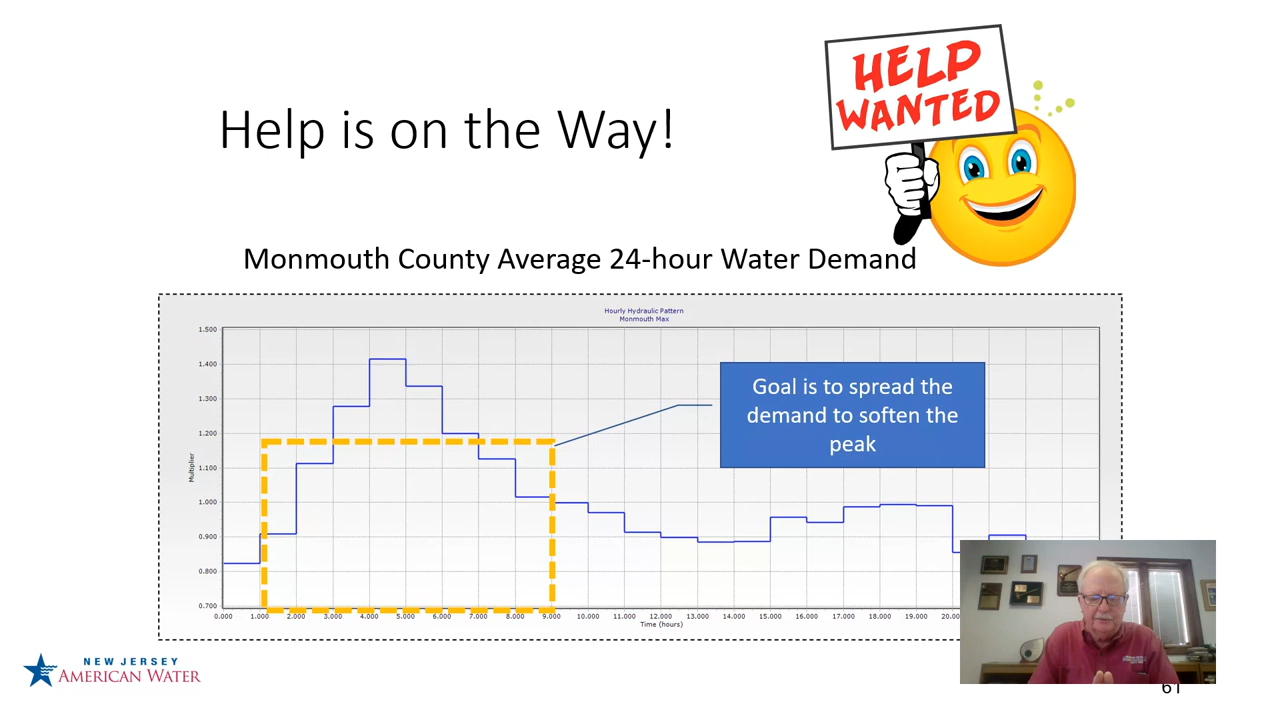 HELP
WANTED
Help is on the Way!
Monmouth County Average 24-hour Water Demand
Hourly Hydraulic Pattern
Monmouth Max
1.500
1.400
1.300
1.200
1.100
1.000
0.900
0.800
0.700
Multiplier
Goal is to spread the
demand to soften the
peak
0.000 1.000 2.000 3.000 4.000 5.000 6.000 7.000 8.000 9.000 10.000 11.000 12.000 13.000 14.000 15.000 16.000 17.000 18.000 19.000
Time (hours)
NEW JERSEY
AMERICAN WATER
61